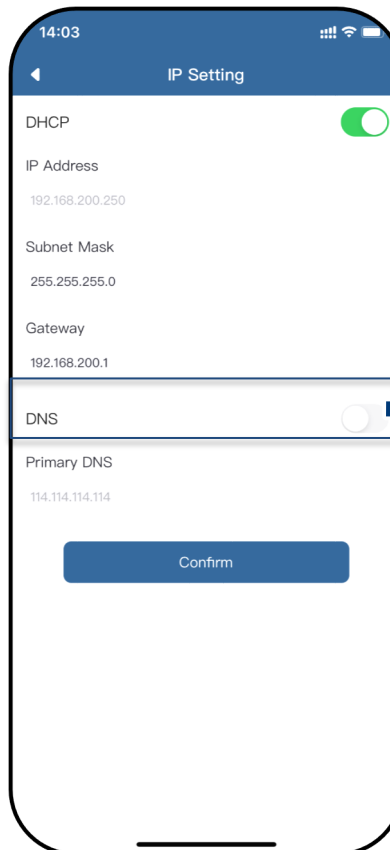 14:03
IP Setting
DHCP
IP Address
192.168.200.250
Subnet Mask
255.255.255.0
Gateway
192.168.200.1
DNS
Primary DNS
114.114.114.114
Confirm